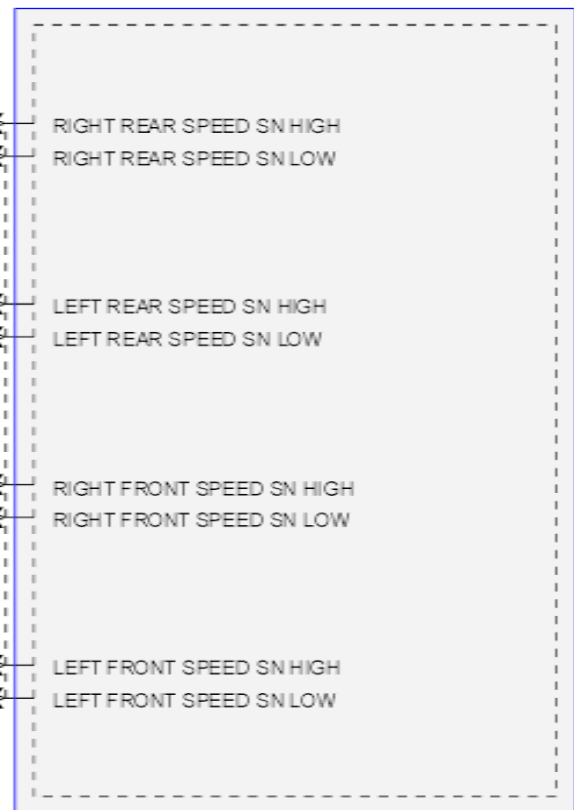 RIGHT REAR SPEED SN HIGH
RIGHT REAR SPEED SN LOW
LEFT REAR SPEED SN HIGH
LEFT REAR SPEED SN LOW
RIGHT FRONT SPEED SN HIGH
RIGHT FRONT SPEED SN LOW
LEFT FRONT SPEED SN HIGH
LEFT FRONT SPEED SN LOW